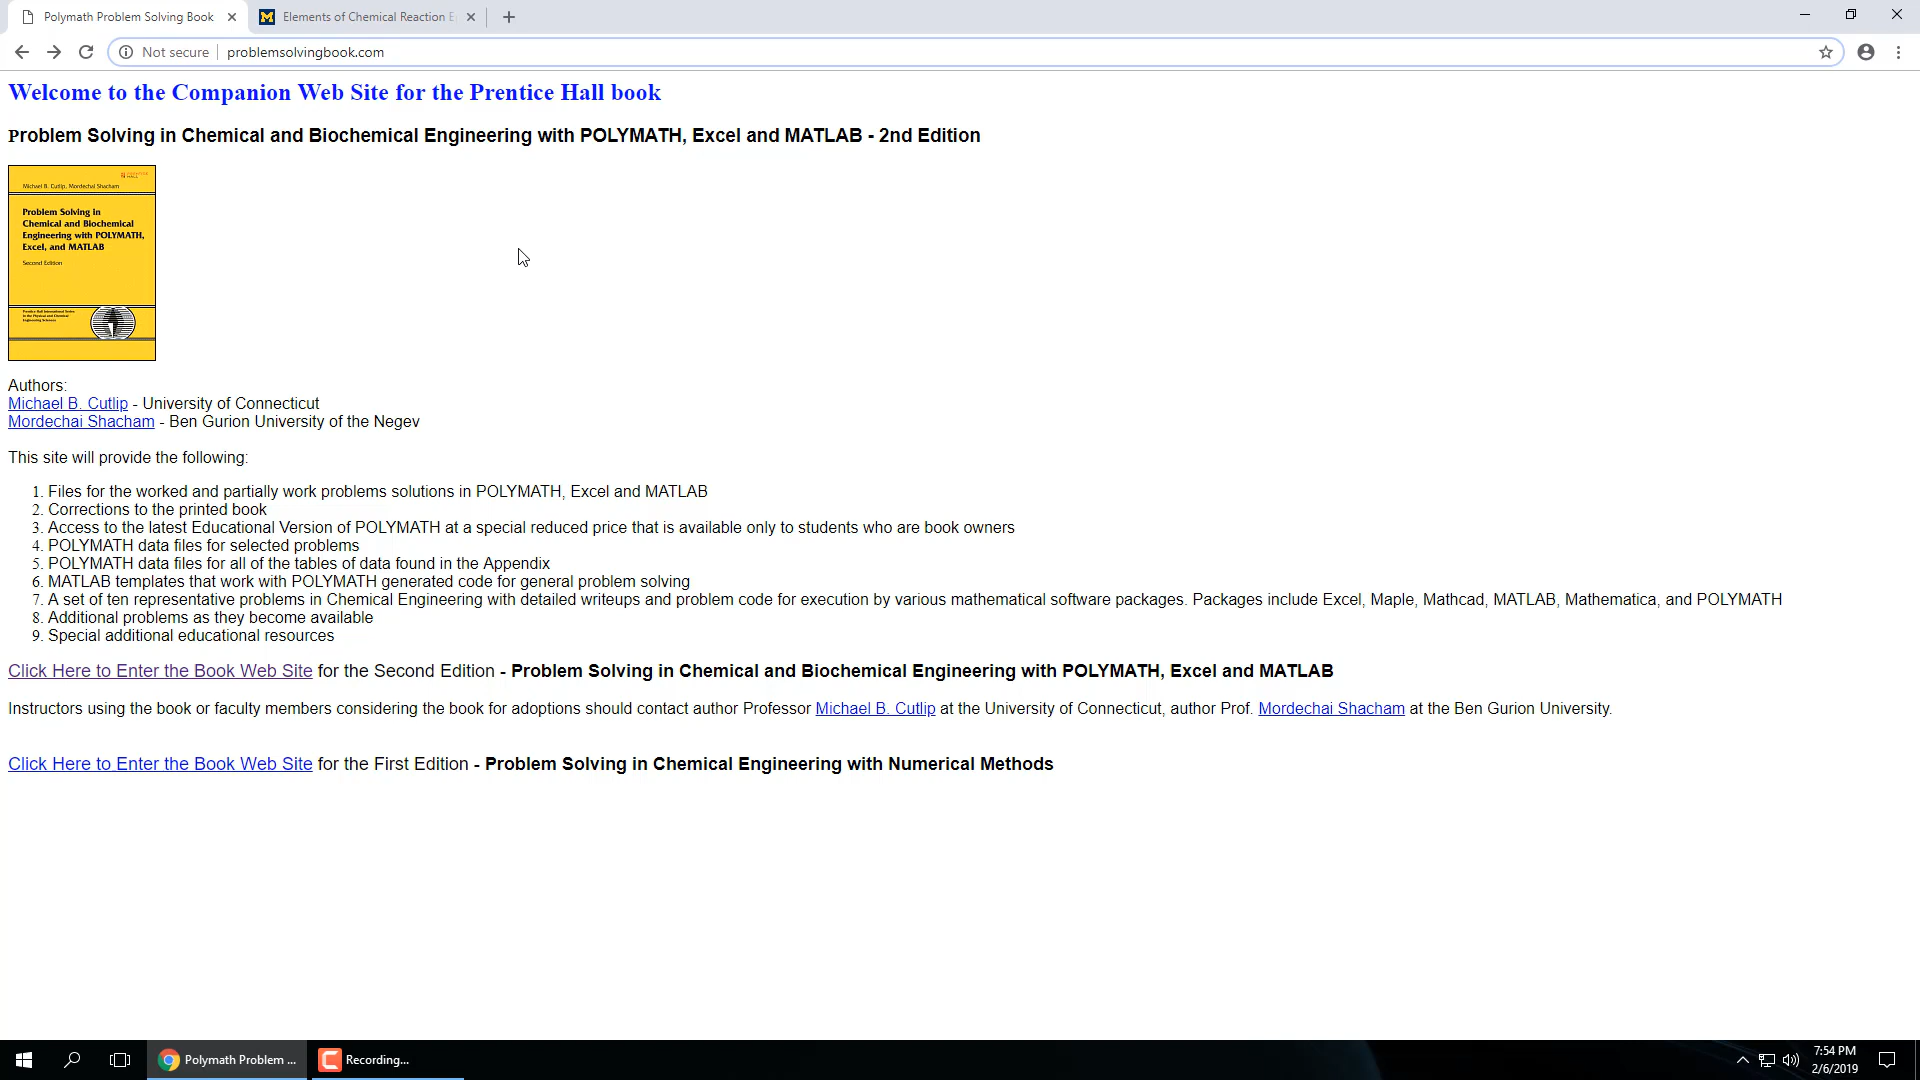 Polymath Problem Solving Book
Elements of Chemical Reaction E
Not secure
problemsolvingbook.com
Welcome to the Companion Web Site for the Prentice Hall book
Problem Solving in Chemical and Biochemical Engineering with POLYMATH, Excel and MATLAB - 2nd Edition
PRENTICE
HALL
Michael B. Cutlip, Mordechai Shacham
Problem Solving in
Chemical and Biochemical
Engineering with POLYMATH,
Excel, and MATLAB
Second Edition
Prentice Hall International Series
in the Physical and Chemical
Engineering Sciences
Authors:
Michael B. Cutlip - University of Connecticut
Mordechai Shacham - Ben Gurion University of the Negev
This site will provide the following:
1. Files for the worked and partially work problems solutions in POLYMATH, Excel and MATLAB
2. Corrections to the printed book
3. Access to the latest Educational Version of POLYMATH at a special reduced price that is available only to students who are book owners
4. POLYMATH data files for selected problems
5. POLYMATH data files for all of the tables of data found in the Appendix
6. MATLAB templates that work with POLYMATH generated code for general problem solving
7. A set of ten representative problems in Chemical Engineering with detailed writeups and problem code for execution by various mathematical software packages. Packages include Excel, Maple, Mathcad, MATLAB, Mathematica, and POLYMATH
8. Additional problems as they become available
9. Special additional educational resources
Click Here to Enter the Book Web Site for the Second Edition - Problem Solving in Chemical and Biochemical Engineering with POLYMATH, Excel and MATLAB
Instructors using the book or faculty members considering the book for adoptions should contact author Professor Michael B. Cutlip at the University of Connecticut, author Prof. Mordechai Shacham at the Ben Gurion University.
Click Here to Enter the Book Web Site for the First Edition - Problem Solving in Chemical Engineering with Numerical Methods
Polymath Problem ...
Recording...
7:54 PM
2/6/2019